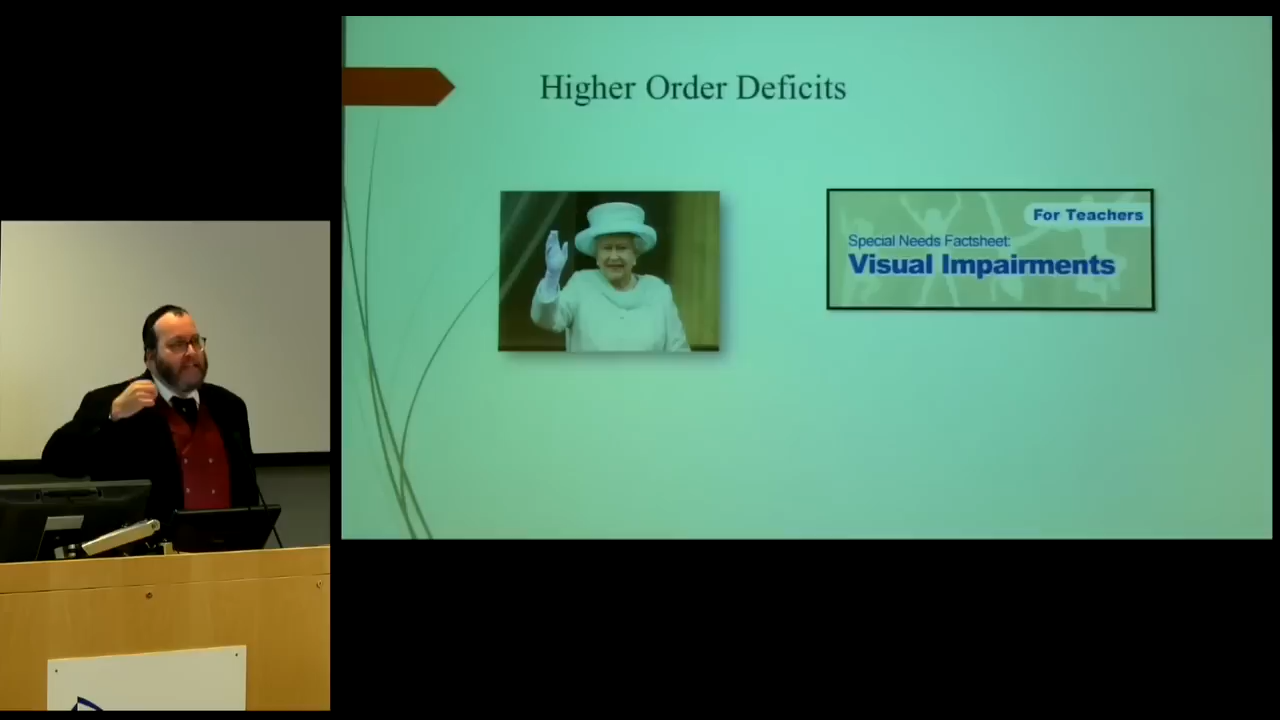 Higher Order Deficits
For Teachers
Special Needs Factsheet:
Visual Impairments